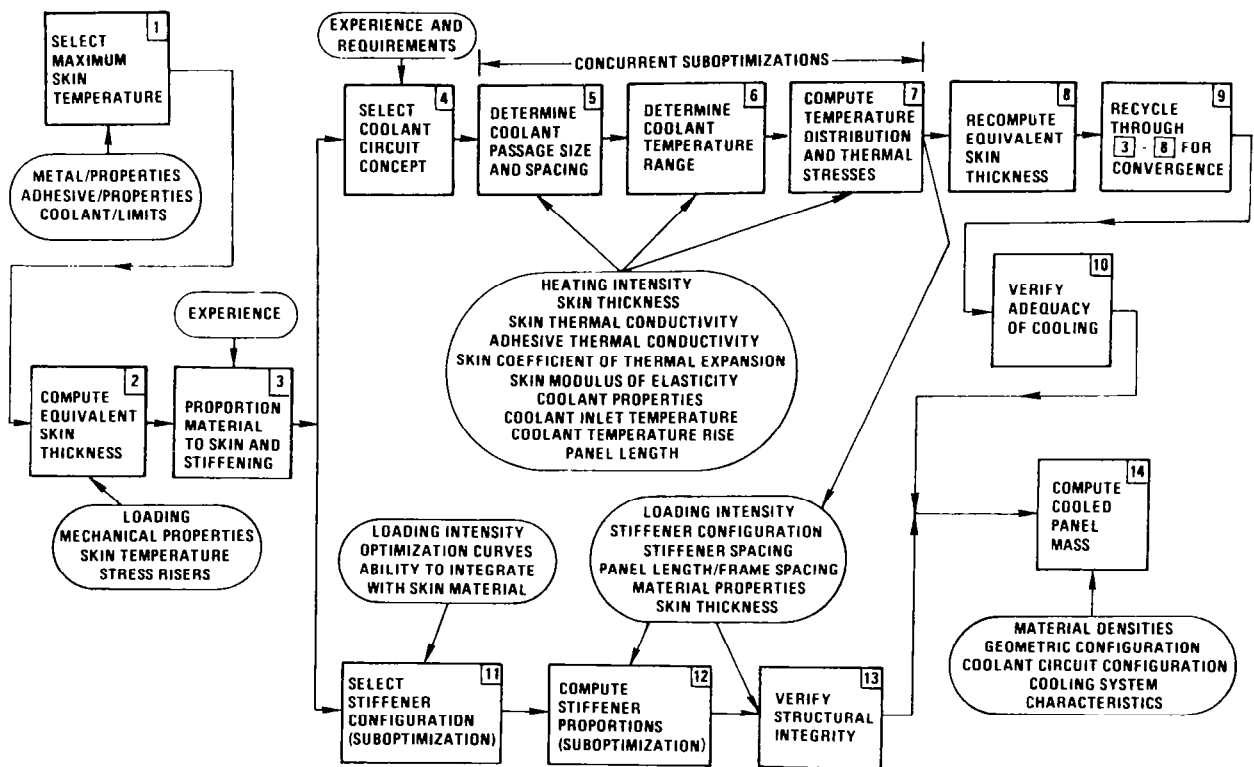 1
SELECT
MAXIMUM
SKIN
TEMPERATURE
METAL/PROPERTIES
ADHESIVE/PROPERTIES
COOLANT/LIMITS
2
COMPUTE
EQUIVALENT
SKIN
THICKNESS
LOADING
MECHANICAL PROPERTIES
SKIN TEMPERATURE
STRESS RISERS
EXPERIENCE
3
PROPORTION
MATERIAL
TO SKIN AND
STIFFENING
EXPERIENCE AND
REQUIREMENTS
4
SELECT
COOLANT
CIRCUIT
CONCEPT
CONCURRENT SUBOPTIMIZATIONS
5
DETERMINE
COOLANT
PASSAGE SIZE
AND SPACING
6
DETERMINE
COOLANT
TEMPERATURE
RANGE
7
COMPUTE
TEMPERATURE
DISTRIBUTION
AND THERMAL
STRESSES
8
RECOMPUTE
EQUIVALENT
SKIN
THICKNESS
9
RECYCLE
THROUGH
3 - 8 FOR
CONVERGENCE
HEATING INTENSITY
SKIN THICKNESS
SKIN THERMAL CONDUCTIVITY
ADHESIVE THERMAL CONDUCTIVITY
SKIN COEFFICIENT OF THERMAL EXPANSION
SKIN MODULUS OF ELASTICITY
COOLANT PROPERTIES
COOLANT INLET TEMPERATURE
COOLANT TEMPERATURE RISE
PANEL LENGTH
10
VERIFY
ADEQUACY
OF COOLING
LOADING INTENSITY
OPTIMIZATION CURVES
ABILITY TO INTEGRATE
WITH SKIN MATERIAL
LOADING INTENSITY
STIFFENER CONFIGURATION
STIFFENER SPACING
PANEL LENGTH/FRAME SPACING
MATERIAL PROPERTIES
SKIN THICKNESS
11
SELECT
STIFFENER
CONFIGURATION
(SUBOPTIMIZATION)
12
COMPUTE
STIFFENER
PROPORTIONS
(SUBOPTIMIZATION)
13
VERIFY
STRUCTURAL
INTEGRITY
14
COMPUTE
COOLED
PANEL
MASS
MATERIAL DENSITIES
GEOMETRIC CONFIGURATION
COOLANT CIRCUIT CONFIGURATION
COOLING SYSTEM
CHARACTERISTICS